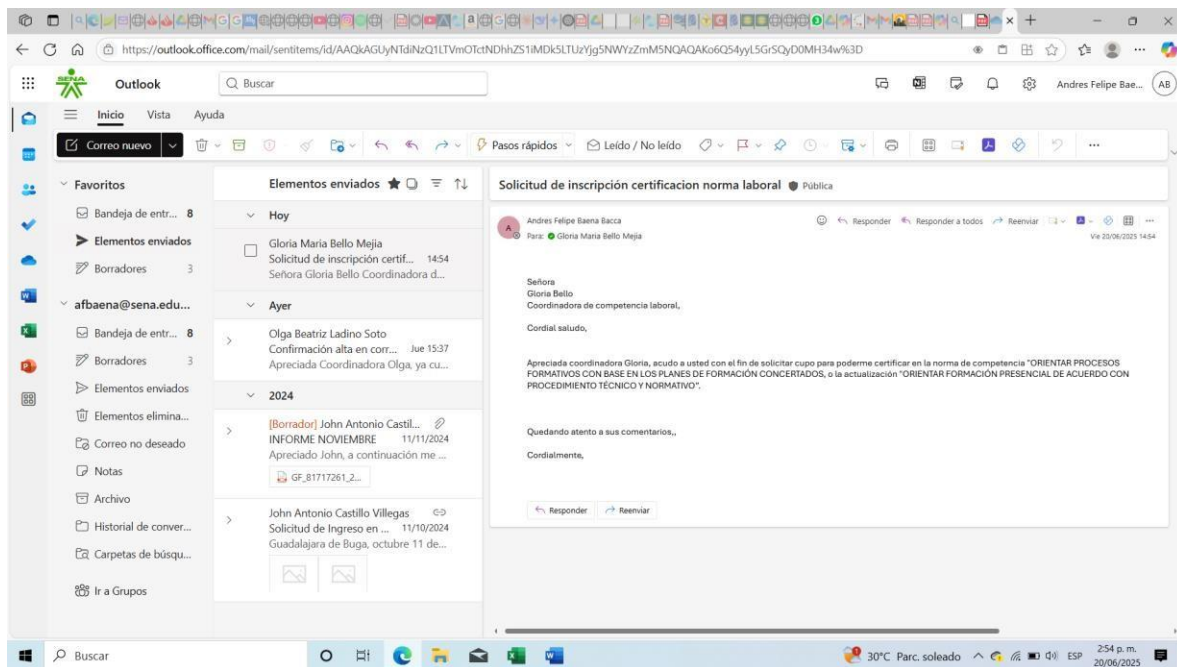 https://outlook.office.com/mail/sentitems/id/AAQkAGUyNTdiNzQ1LTVmOTctNDhhZS1iMDk5LTUzYjg5NWYzZmM5NQAQAKo6Q54yyL5GrSQyD0MH34w%3D
SENA
Outlook
Buscar
Andres Felipe Bae...
AB
Inicio Vista Ayuda
Correo nuevo
Pasos rápidos
Leído / No leído
Favoritos
Bandeja de entr... 8
Elementos enviados
Borradores 3
afbaena@sena.edu...
Bandeja de entr... 8
Borradores 3
Elementos enviados
Elementos elimina...
Correo no deseado
Notas
Archivo
Historial de conver...
Carpetas de búsqu...
Ir a Grupos
Elementos enviados
Hoy
Gloria Maria Bello Mejia
Solicitud de inscripción certif... 14:54
Señora Gloria Bello Coordinadora d...
Ayer
Olga Beatriz Ladino Soto
Confirmación alta en corr... Jue 15:37
Apreciada Coordinadora Olga, ya cu...
2024
[Borrador] John Antonio Castil...
INFORME NOVIEMBRE 11/11/2024
Apreciado John, a continuación me ...
GF_81717261_2...
John Antonio Castillo Villegas
Solicitud de Ingreso en ... 11/10/2024
Guadalajara de Buga, octubre 11 de...
Solicitud de inscripción certificacion norma laboral Pública
A
Andres Felipe Baena Bacca
Para: Gloria Maria Bello Mejia
Responder Responder a todos Reenviar
Vie 20/06/2025 14:54
Señora
Gloria Bello
Coordinadora de competencia laboral,
Cordial saludo,
Apreciada coordinadora Gloria, acudo a usted con el fin de solicitar cupo para poderme certificar en la norma de competencia "ORIENTAR PROCESOS
FORMATIVOS CON BASE EN LOS PLANES DE FORMACIÓN CONCERTADOS, o la actualización "ORIENTAR FORMACIÓN PRESENCIAL DE ACUERDO CON
PROCEDIMIENTO TÉCNICO Y NORMATIVO".
Quedando atento a sus comentarios,,
Cordialmente,
Responder Reenviar
Buscar
30°C Parc. soleado
ESP
2:54 p. m.
20/06/2025